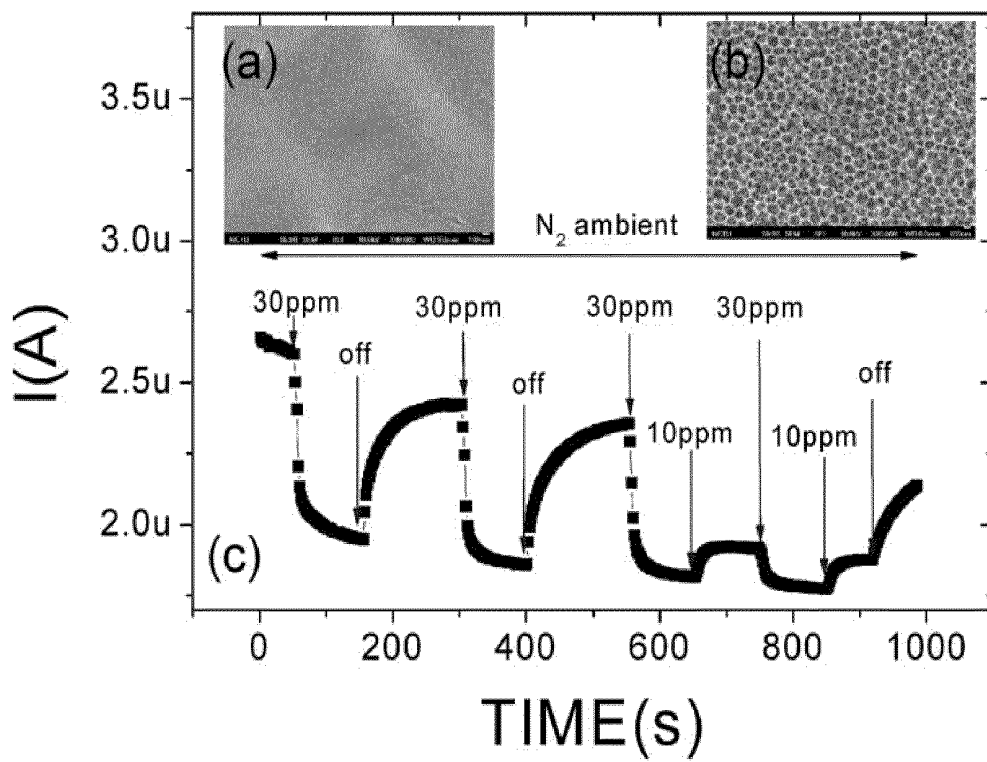 (a)
(b)
3.5u
3.0u
2.5u
2.0u
I(A)
N2 ambient
30ppm
30ppm
30ppm
30ppm
off
off
off
10ppm
10ppm
(c)
0
200
400
600
800
1000
TIME(s)